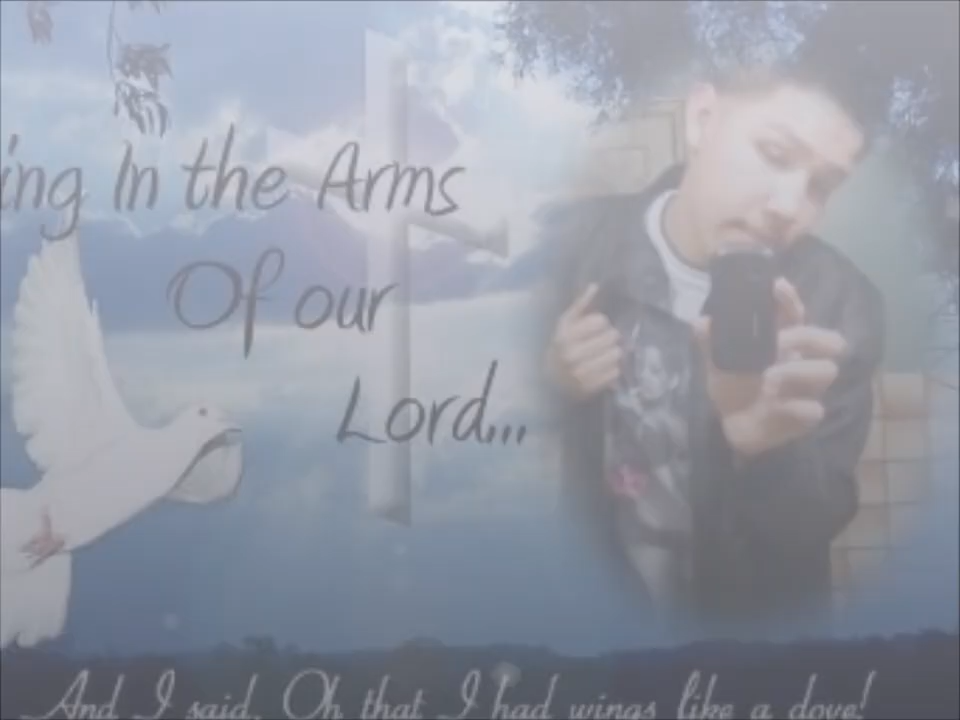 ing In the Arms
Of our
Lord...
And I said, Oh that I had wings like a dove!